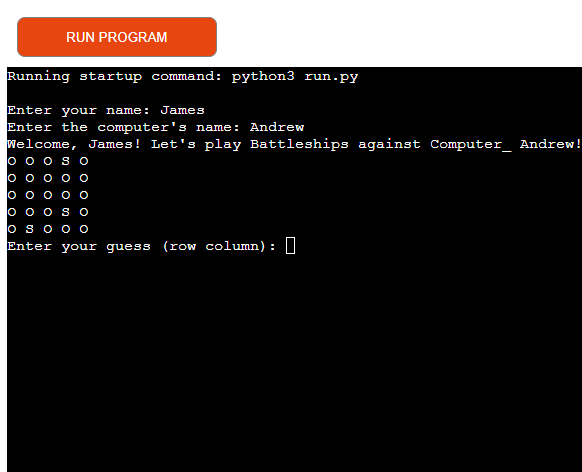 RUN PROGRAM
Running startup command: python3 run.py
Enter your name: James
Enter the computer's name: Andrew
Welcome, James! Let's play Battleships against Computer_ Andrew!
O O O S O
O O O O O
O O O O O
O O O S O
O S O O O
Enter your guess (row column):